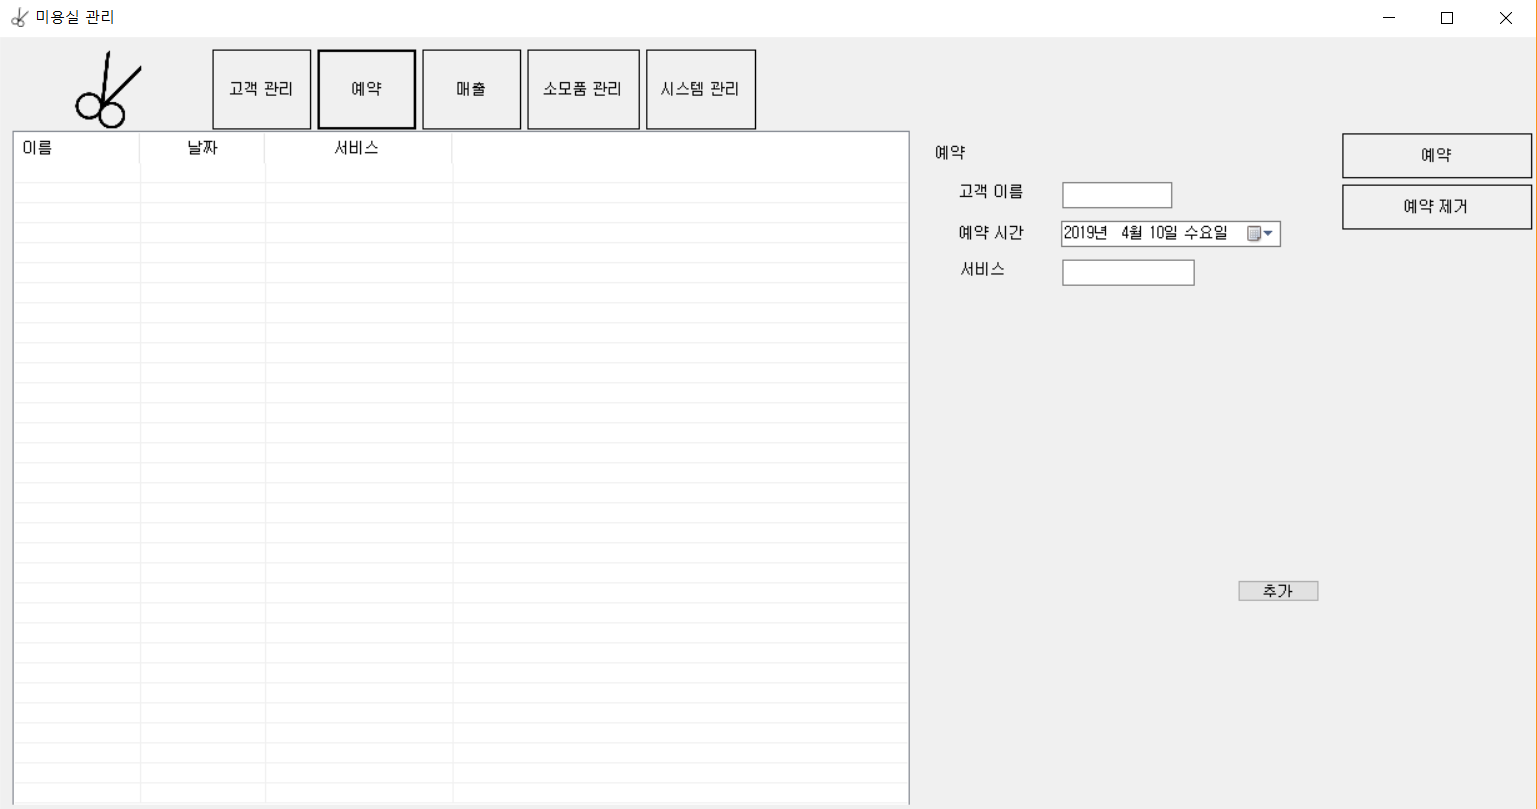 미용실 관리
고객 관리 예약 매출 소모품 관리 시스템 관리
이름 날짜 서비스
예약
고객 이름
예약 시간 2019년 4월 10일 수요일
서비스
추가
예약
예약 제거